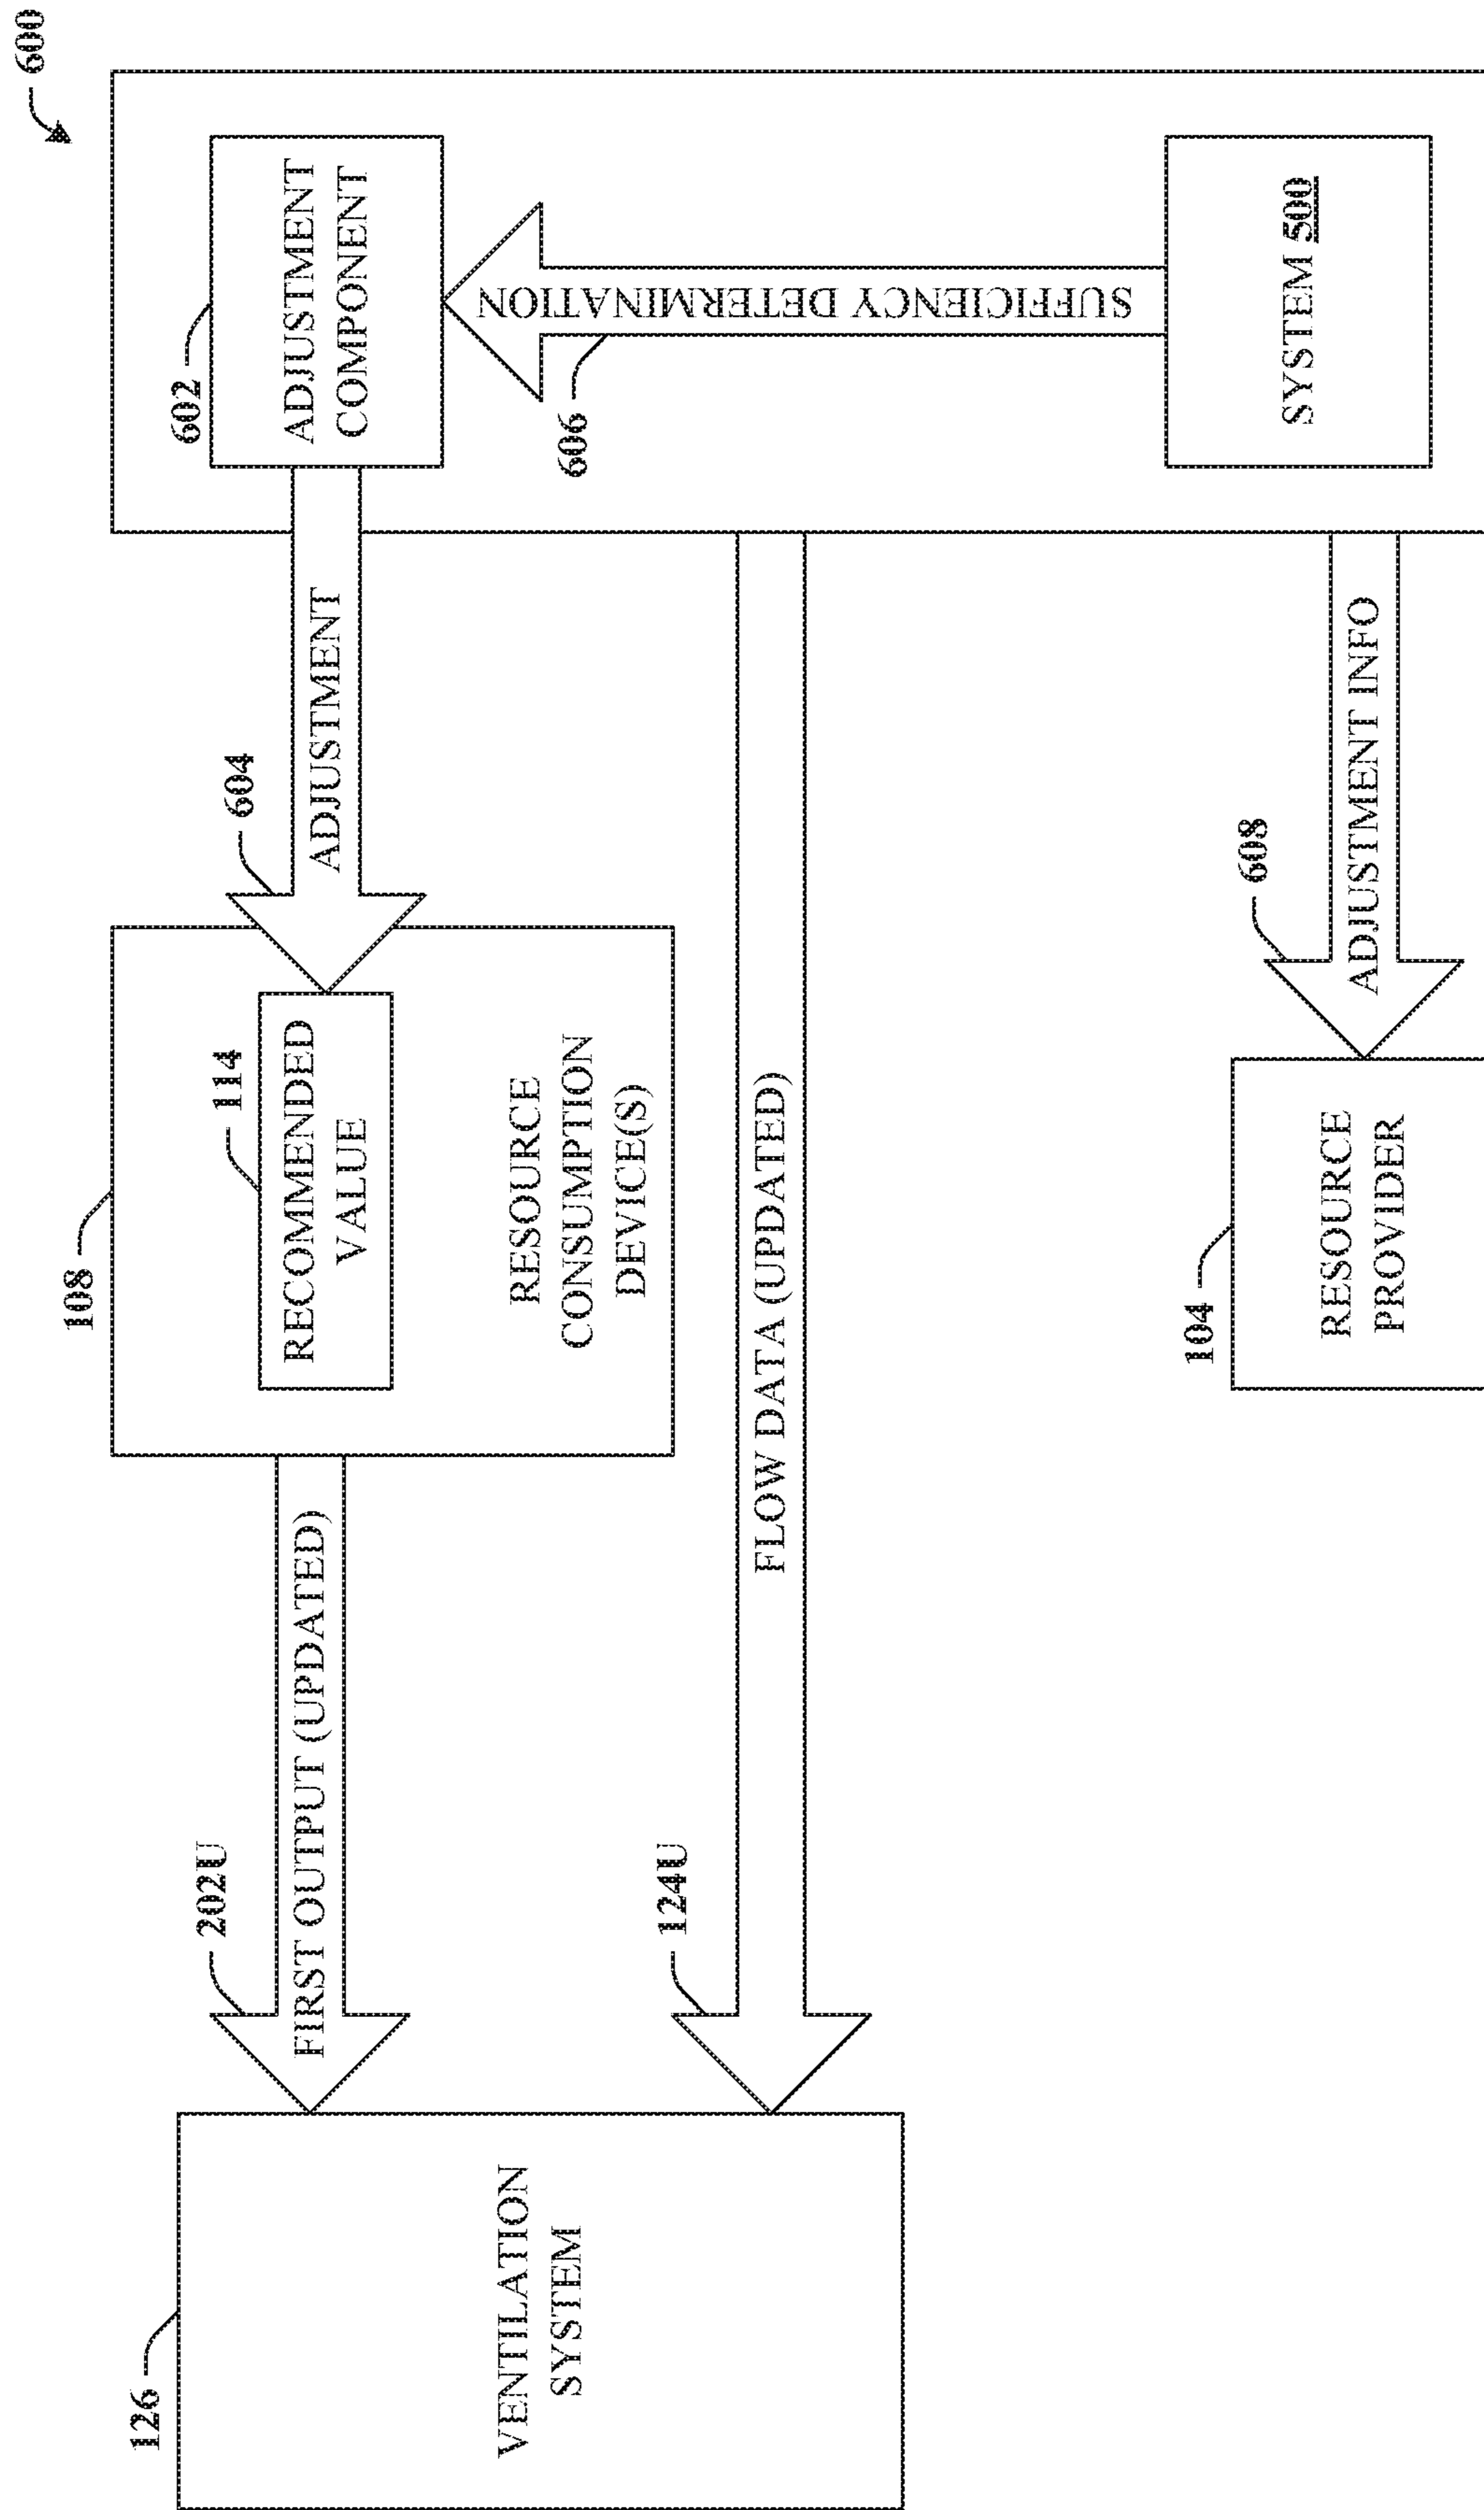 600
126
VENTILATION
SYSTEM
202U
FIRST OUTPUT (UPDATED)
124U
FLOW DATA (UPDATED)
108
114
RECOMMENDED
VALUE
RESOURCE
CONSUMPTION
DEVICE(S)
604
ADJUSTMENT
602
ADJUSTMENT
COMPONENT
606
SUFFICIENCY DETERMINATION
SYSTEM 500
104
RESOURCE
PROVIDER
608
ADJUSTMENT INFO